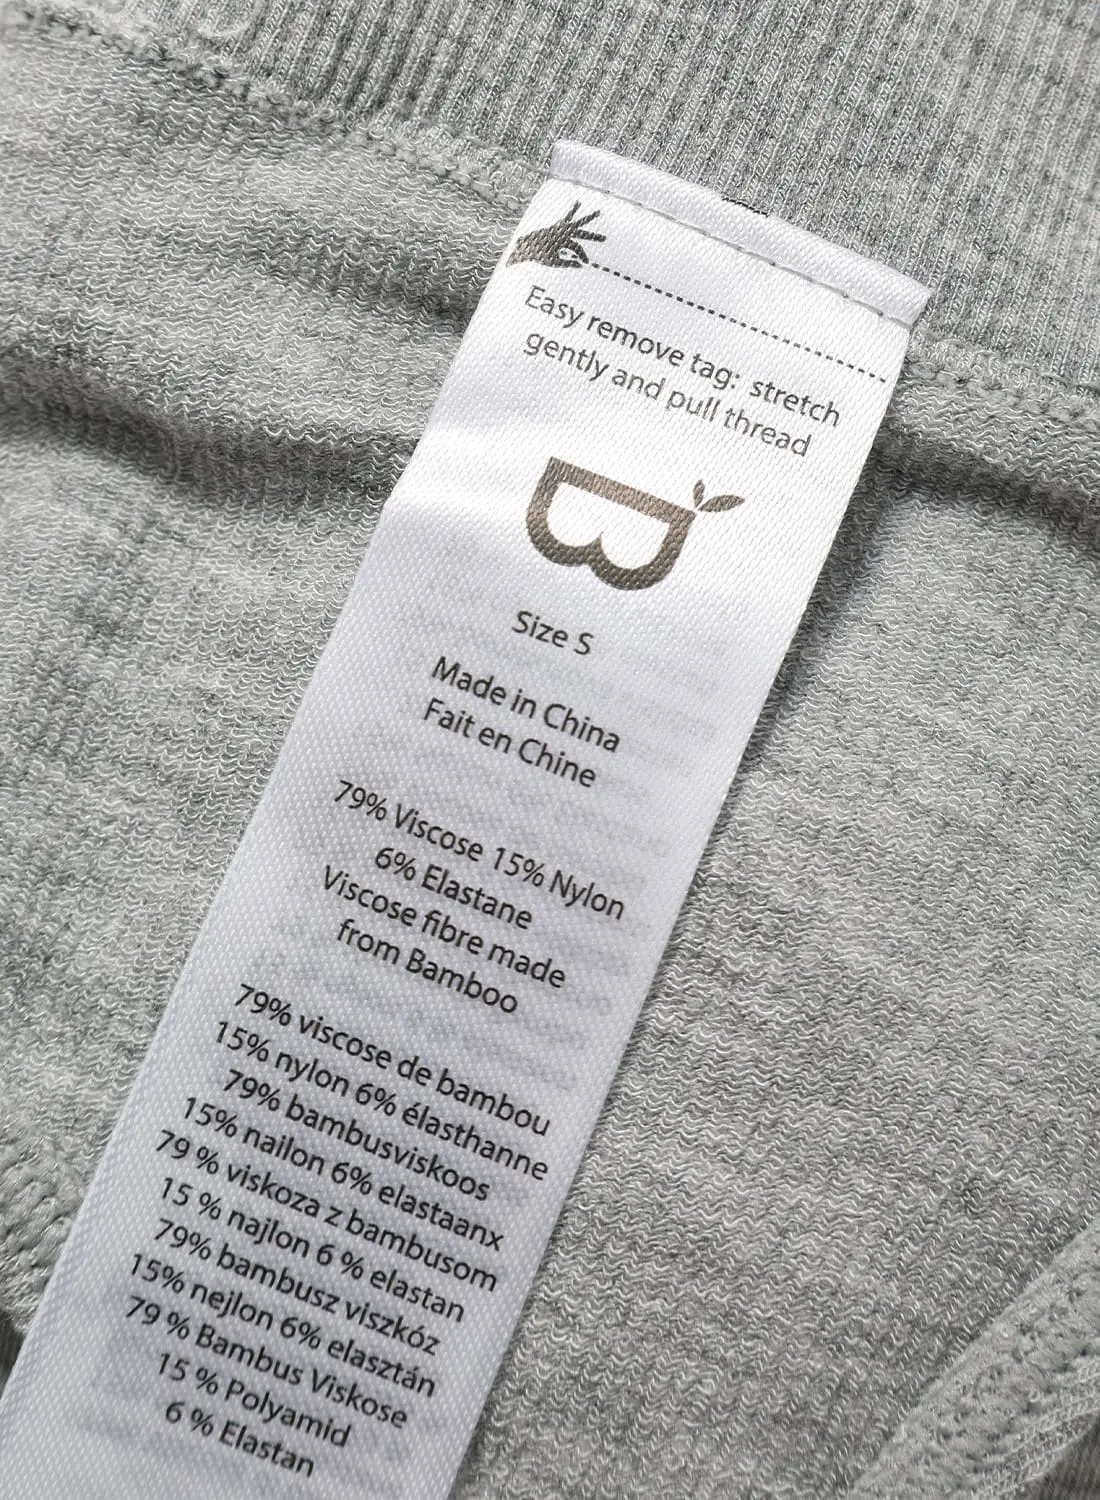 Easy remove tag: stretch
gently and pull thread
B
Size S
Made in China
Fait en Chine
79% Viscose 15% Nylon
6% Elastane
Viscose fibre made
from Bamboo
79% viscose de bambou
15% nylon 6% élasthanne
79% bambusviskoos
15% nailon 6% elastaanx
79 % viskoza z bambusom
15 % najlon 6 % elastan
79% bambusz viszkóz
15% nejlon 6% elasztán
79 % Bambus Viskose
15 % Polyamid
6 % Elastan